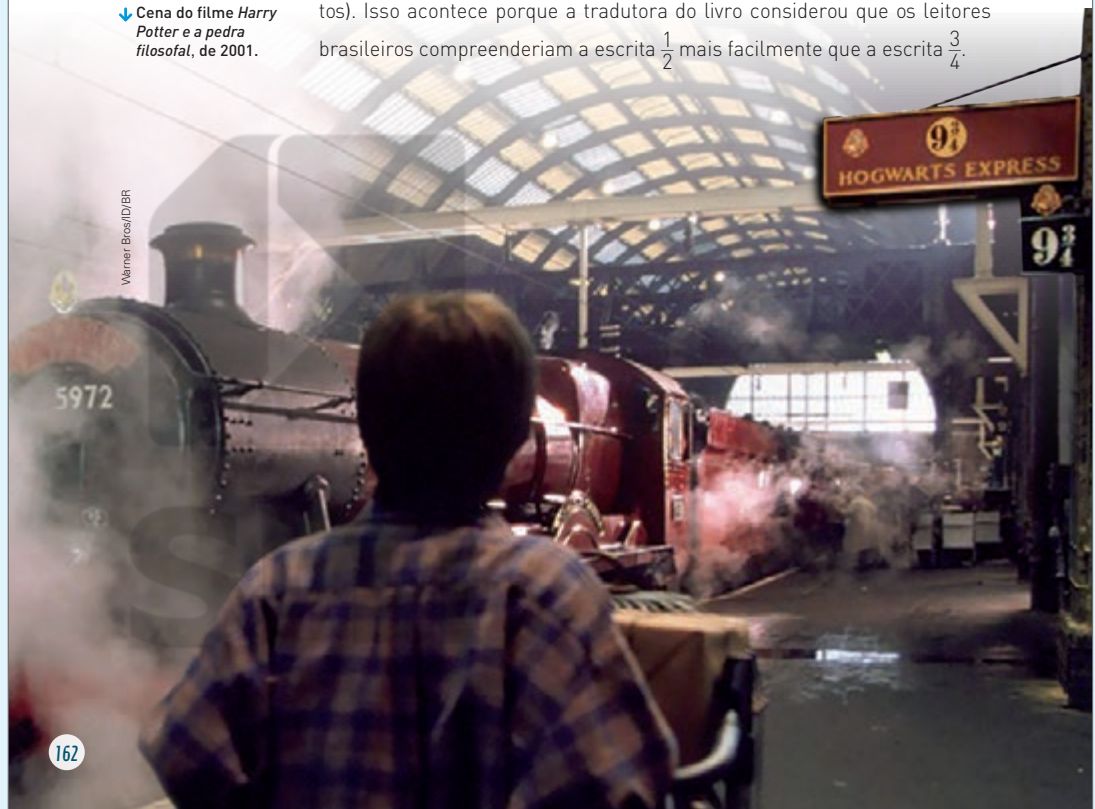 Cena do filme Harry
Potter e a pedra
filosofal, de 2001.
tos). Isso acontece porque a tradutora do livro considerou que os leitores
brasileiros compreenderiam a escrita 1/2 mais facilmente que a escrita 3/4.
Warner Bros/ID/BR
9 3/4
HOGWARTS EXPRESS
9 3/4
5972
162